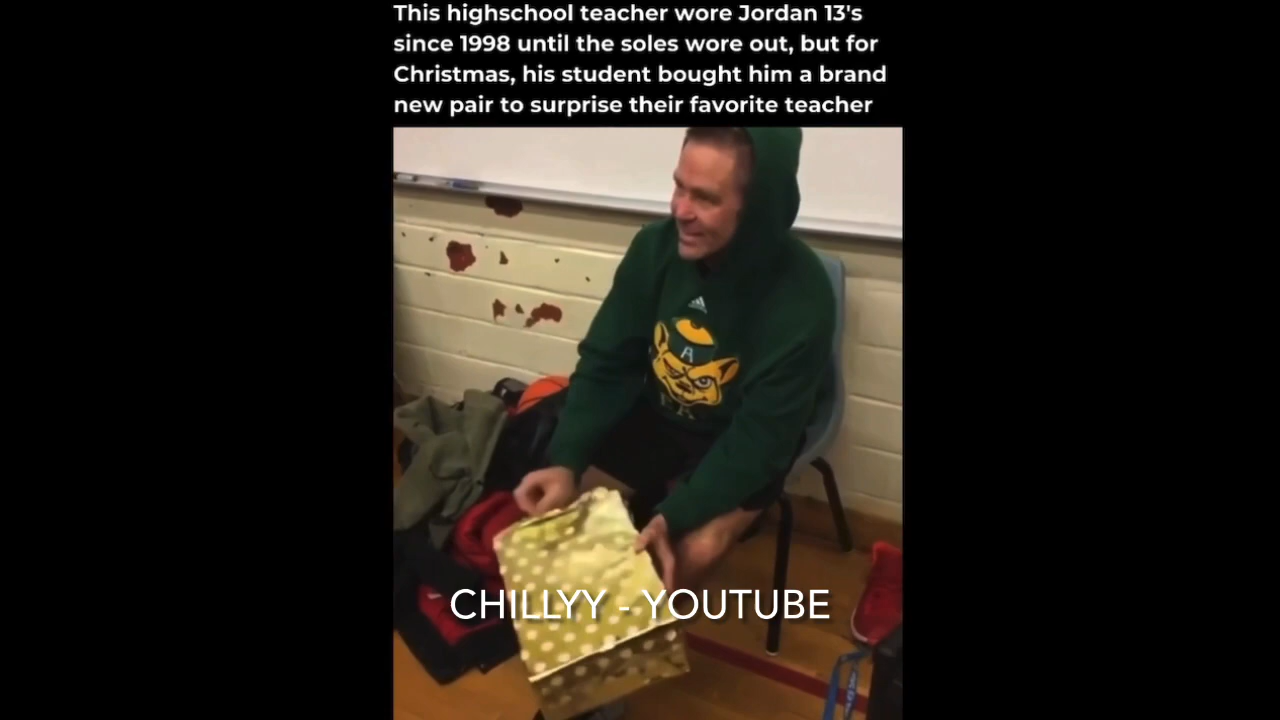 This highschool teacher wore Jordan 13's
since 1998 until the soles wore out, but for
Christmas, his student bought him a brand
new pair to surprise their favorite teacher
A
CHILLYY - YOUTUBE